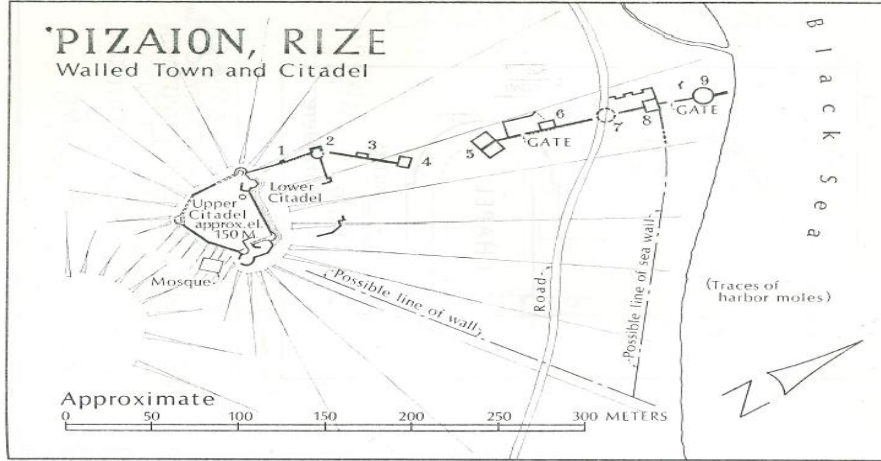 PIZAION, RIZE
Walled Town and Citadel
Black Sea
9
GATE
8
7
6
GATE
5
4
3
2
1
Lower
Citadel
Upper
Citadel
approx.el.
150 M.
Mosque
Possible line of wall
Road
Possible line of sea wall
(Traces of
harbor moles)
N
Approximate
0 50 100 150 200 300 METERS